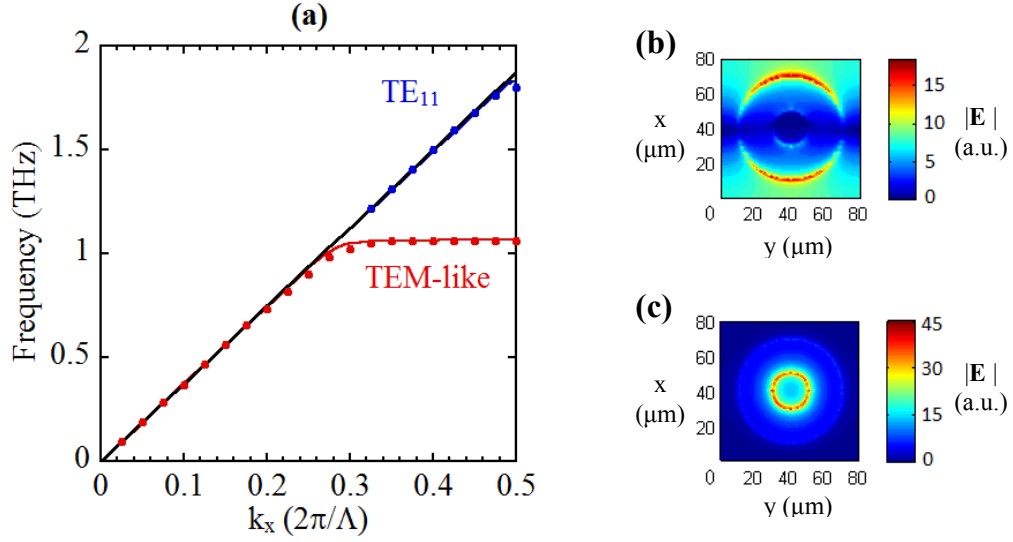 (a)
2
1.5
1
0.5
0
Frequency (THz)
TE₁₁
TEM-like
0 0.1 0.2 0.3 0.4 0.5
kₓ (2π/Λ)
(b)
80
60
40
20
0
x
(μm)
20 40 60 80
y (μm)
15
10
5
0
|E|
(a.u.)
(c)
80
60
40
20
0
x
(μm)
20 40 60 80
y (μm)
45
30
15
0
|E|
(a.u.)